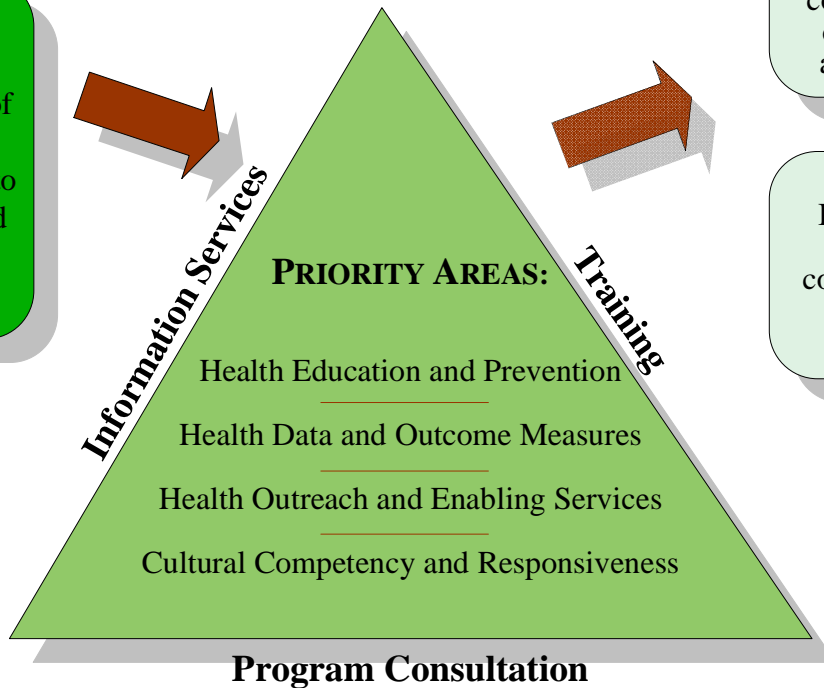 of
Information Services
Training
PRIORITY AREAS:
Health Education and Prevention
Health Data and Outcome Measures
Health Outreach and Enabling Services
Cultural Competency and Responsiveness
Program Consultation